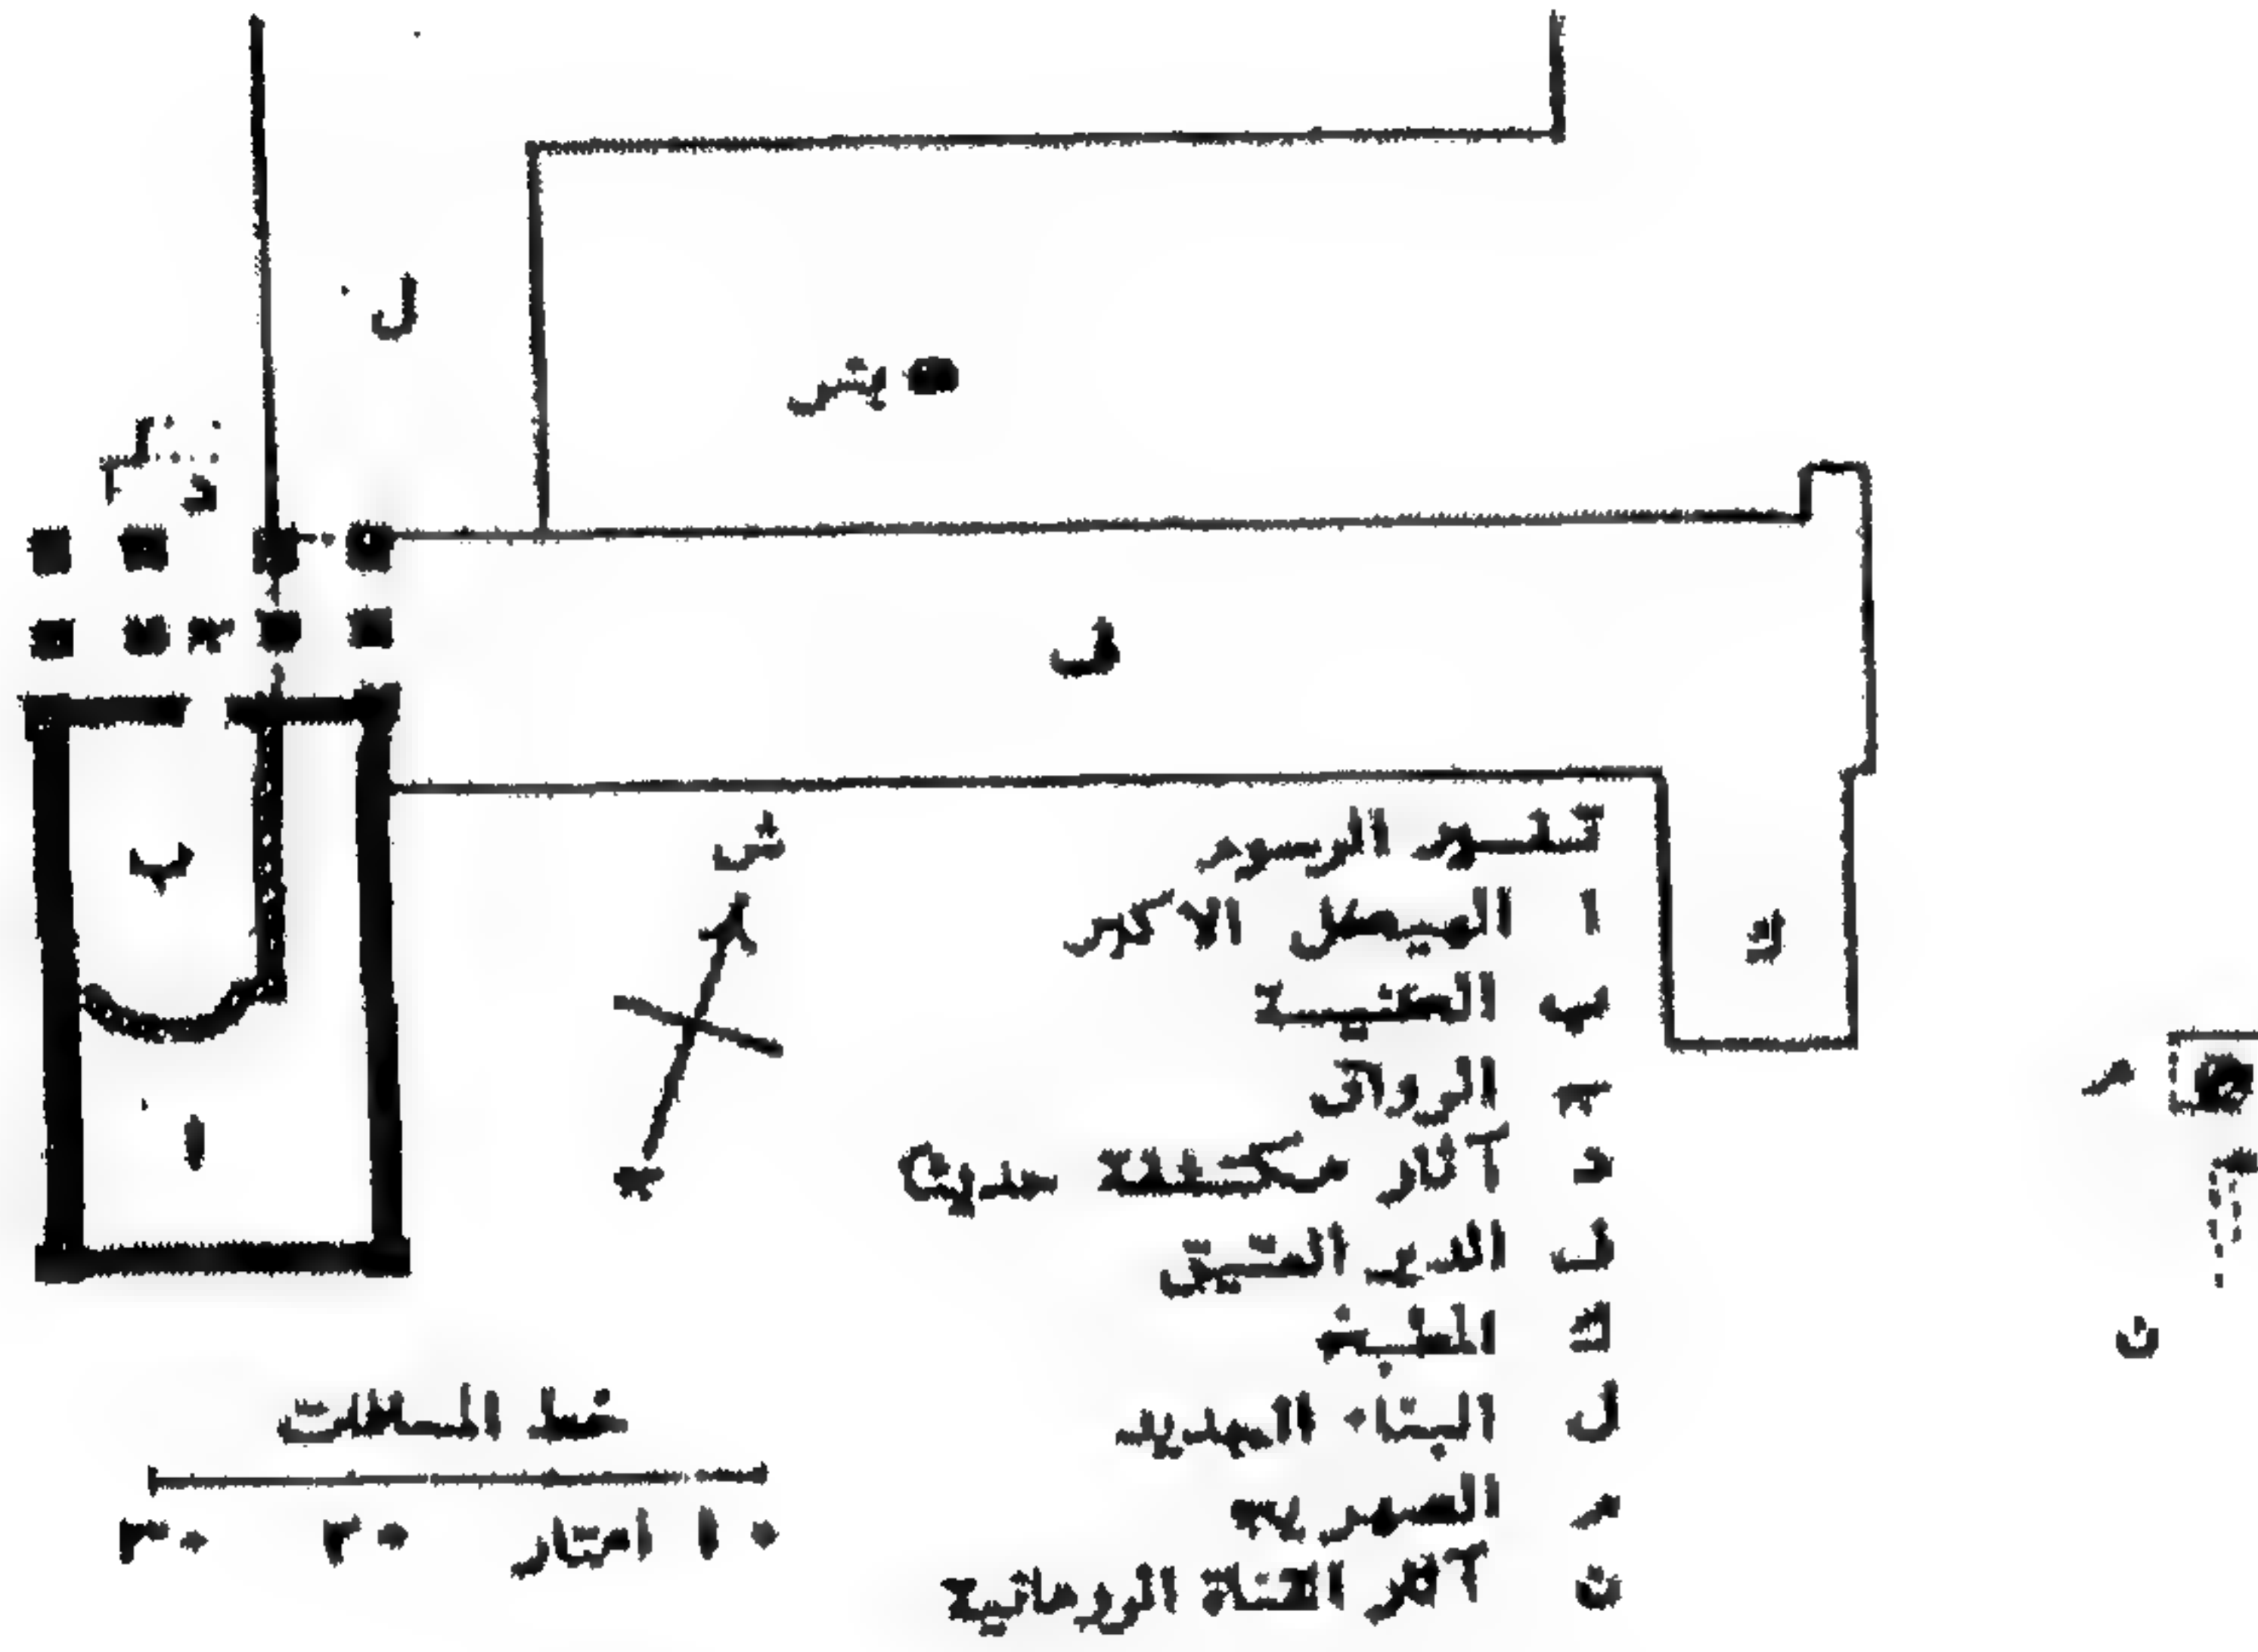 ل
بئر
د
ف
ج
ب
ش
تفسير الرسوم
ا الهيكل الاكبر
ب الكنيسة
ج الرواق
د آثار مكتشفة حديثا
ف الدير العتيق
ك المطبخ
ل البناء الجديد
م الصهريج
ن آثار القناة الرومانية
ك
م
ن
ا
ج
خط المسافات
٠ ١٠ امتار ٢٠ ٣٠